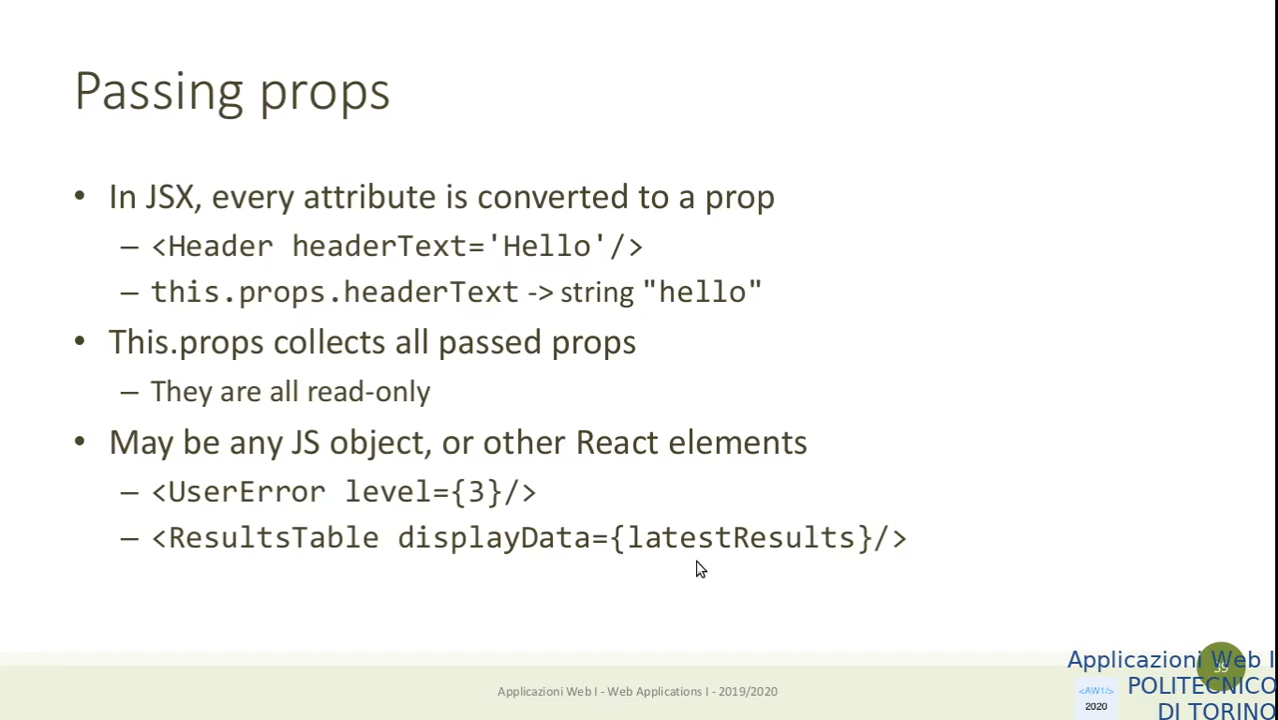 Passing props
• In JSX, every attribute is converted to a prop
– <Header headerText='Hello'/>
– this.props.headerText -> string "hello"
• This.props collects all passed props
– They are all read-only
• May be any JS object, or other React elements
– <UserError level={3}/>
– <ResultsTable displayData={latestResults}/>
Applicazioni Web I - Web Applications I - 2019/2020
Applicazioni Web I
POLITECNICO
DI TORINO
<AW1/>
2020